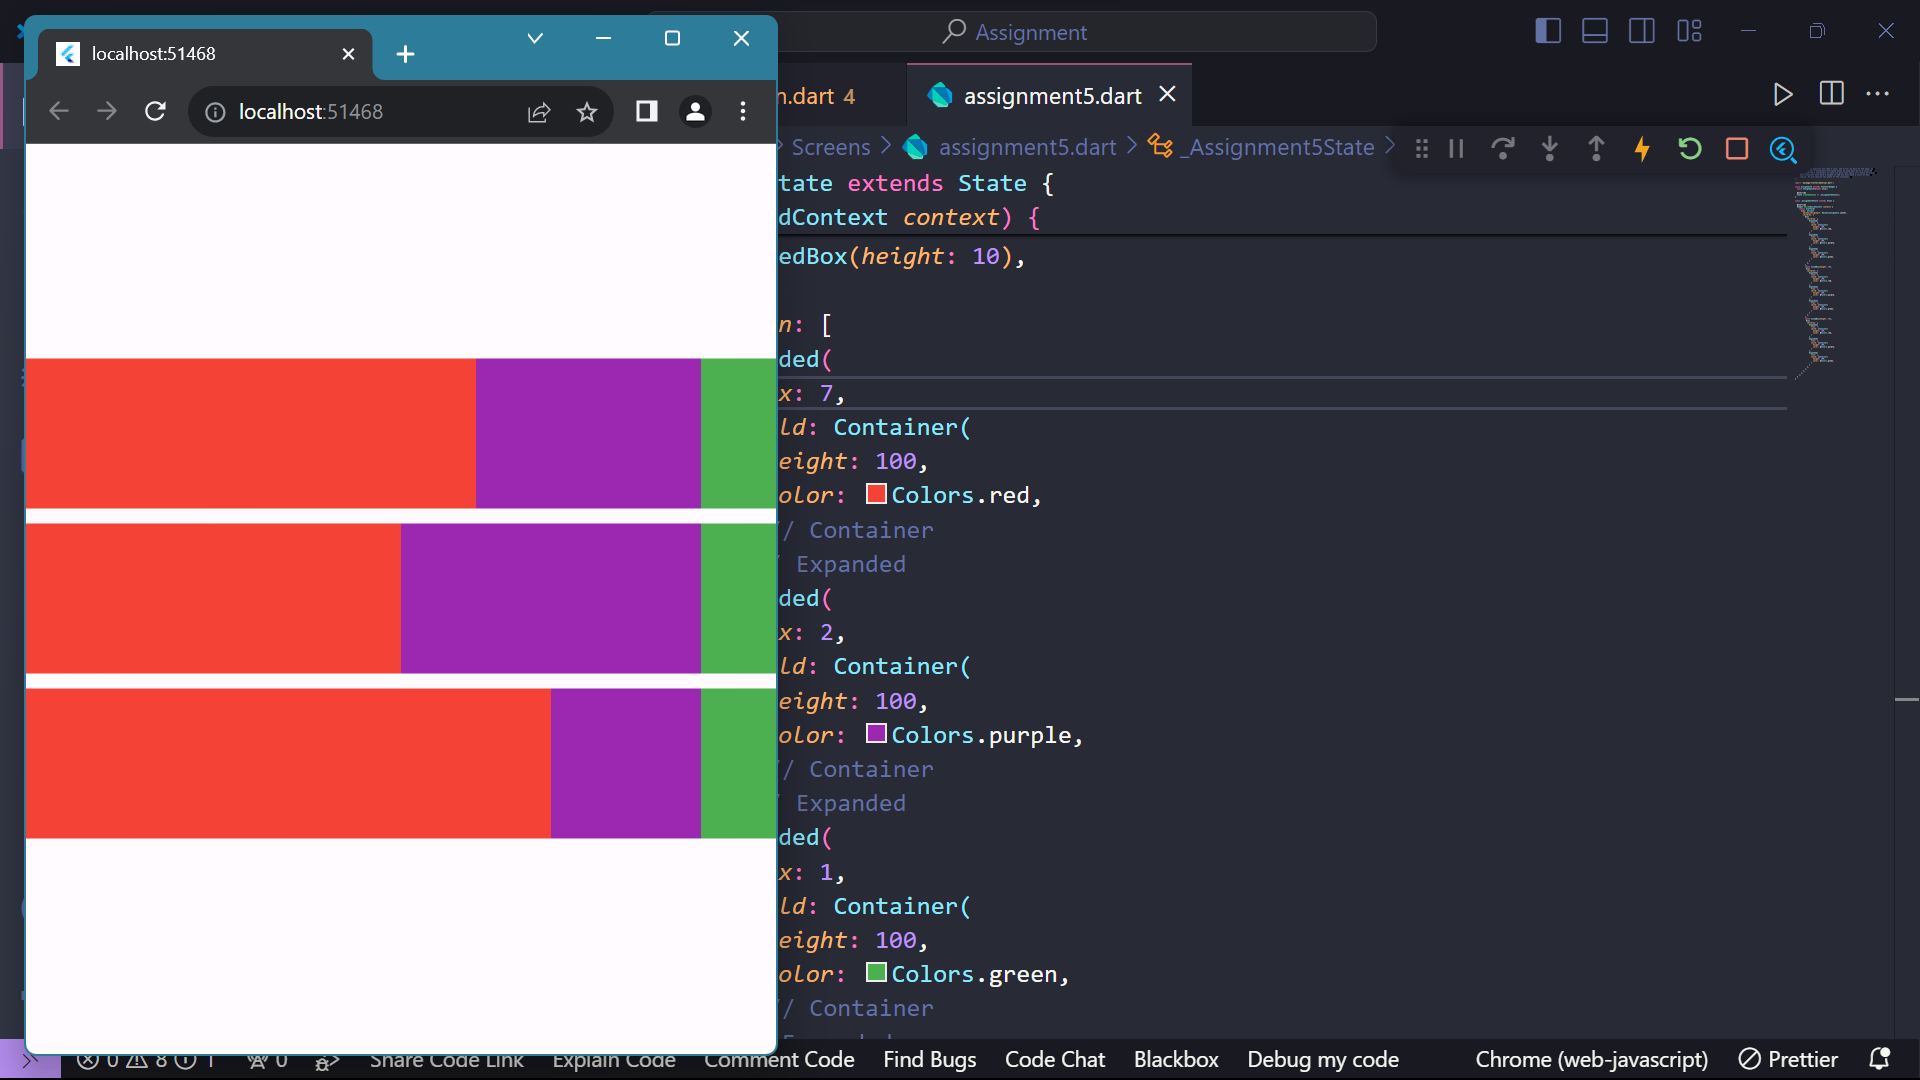 localhost:51468
localhost:51468
Assignment
n.dart 4
assignment5.dart
Screens > assignment5.dart > _Assignment5State >
tate extends State {
dContext context) {
edBox(height: 10),
n: [
ded(
x: 7,
ld: Container(
eight: 100,
olor: Colors.red,
/ Container
Expanded
ded(
x: 2,
ld: Container(
eight: 100,
olor: Colors.purple,
/ Container
Expanded
ded(
x: 1,
ld: Container(
eight: 100,
olor: Colors.green,
/ Container
0 8 1 0 Share Code Link Explain Code Comment Code Find Bugs Code Chat Blackbox Debug my code Chrome (web-javascript) Prettier